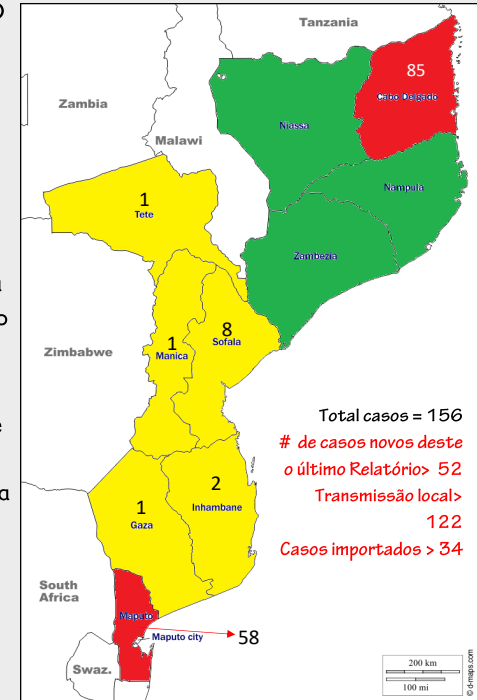 Tanzania
85
Cabo Delgado
Zambia
Niassa
Malawi
Nampula
1
Tete
Zambezia
8
Sofala
1
Manica
Zimbabwe
Total casos = 156
# de casos novos deste
o último Relatório> 52
Transmissão local>
122
Casos importados > 34
2
Inhambane
1
Gaza
South
Africa
Maputo
Maputo city
58
Swaz.
200 km
100 mi
© d-maps.com